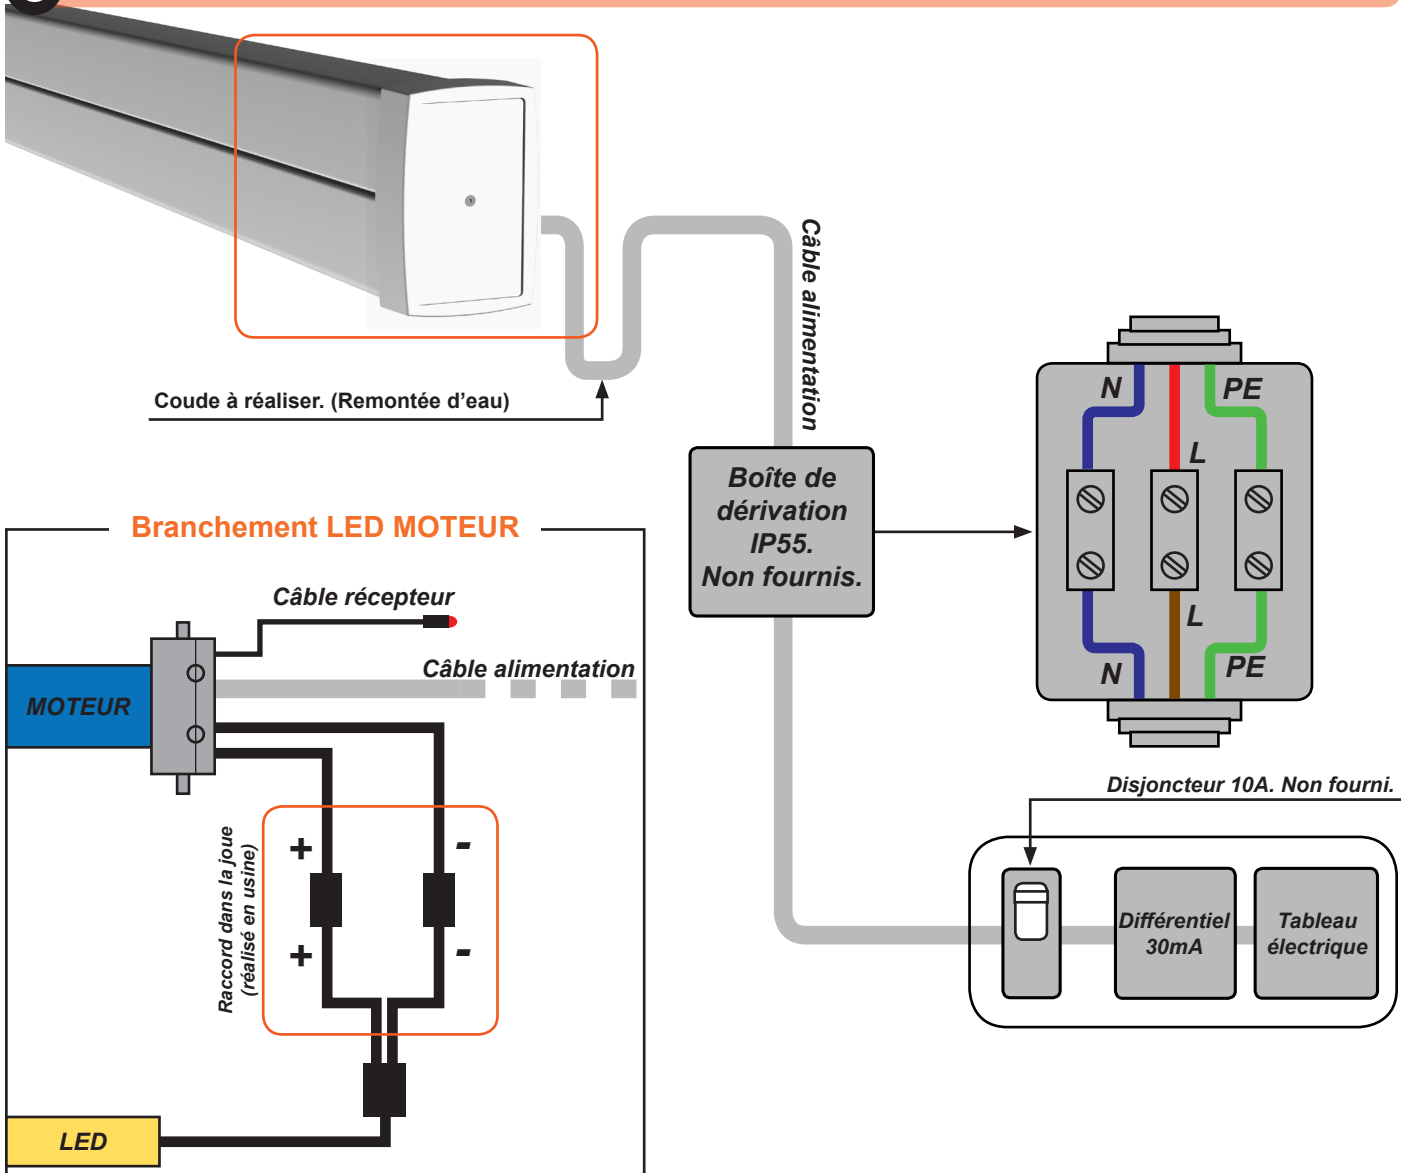 Câble alimentation
Coude à réaliser. (Remontée d'eau)
N
PE
L
Boîte de
dérivation
IP55.
Non fournis.
L
N
PE
Branchement LED MOTEUR
Câble récepteur
Câble alimentation
MOTEUR
Disjoncteur 10A. Non fourni.
Raccord dans la joue
(réalisé en usine)
+
-
+
-
Différentiel
30mA
Tableau
électrique
LED